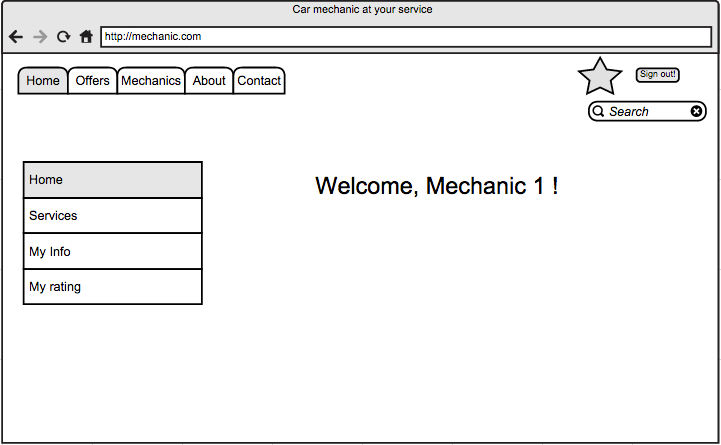 Car mechanic at your service
http://mechanic.com
Home Offers Mechanics About Contact
Sign out!
Search
Home
Services
My Info
My rating
Welcome, Mechanic 1 !